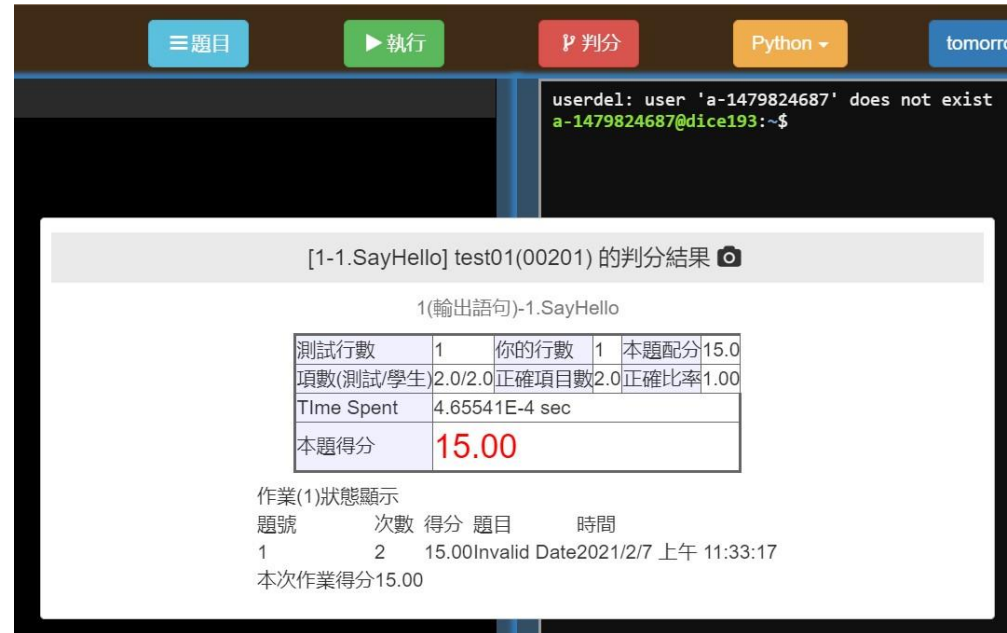 題目 執行 判分 Python tomorro
userdel: user 'a-1479824687' does not exist
a-1479824687@dice193:~$
[1-1.SayHello] test01(00201) 的判分結果
1(輸出語句)-1.SayHello
測試行數 1 你的行數 1 本題配分 15.0
項數(測試/學生) 2.0/2.0 正確項目數 2.0 正確比率 1.00
TIme Spent 4.65541E-4 sec
本題得分 15.00
作業(1)狀態顯示
題號 次數 得分 題目 時間
1 2 15.00Invalid Date2021/2/7 上午 11:33:17
本次作業得分15.00